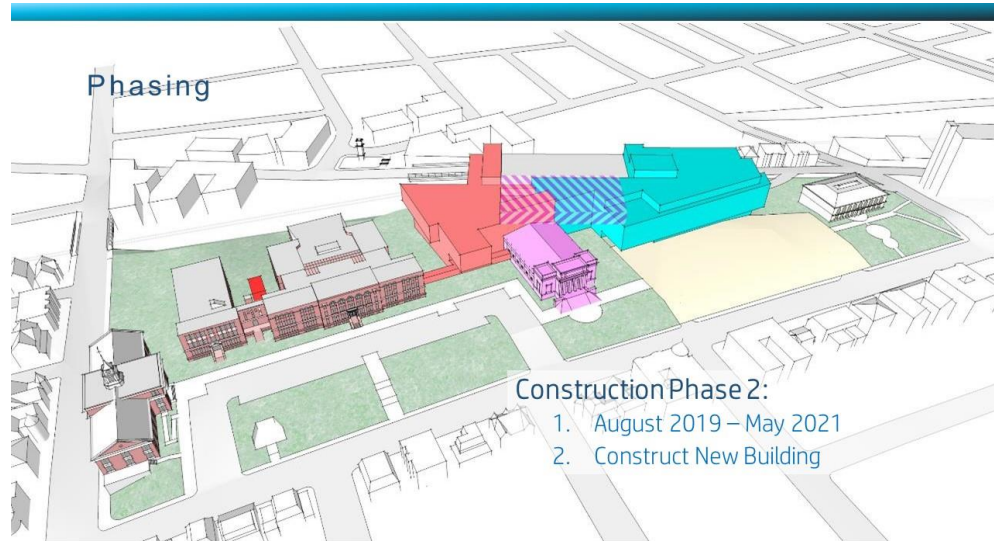 Phasing
Construction Phase 2:
1. August 2019 – May 2021
2. Construct New Building